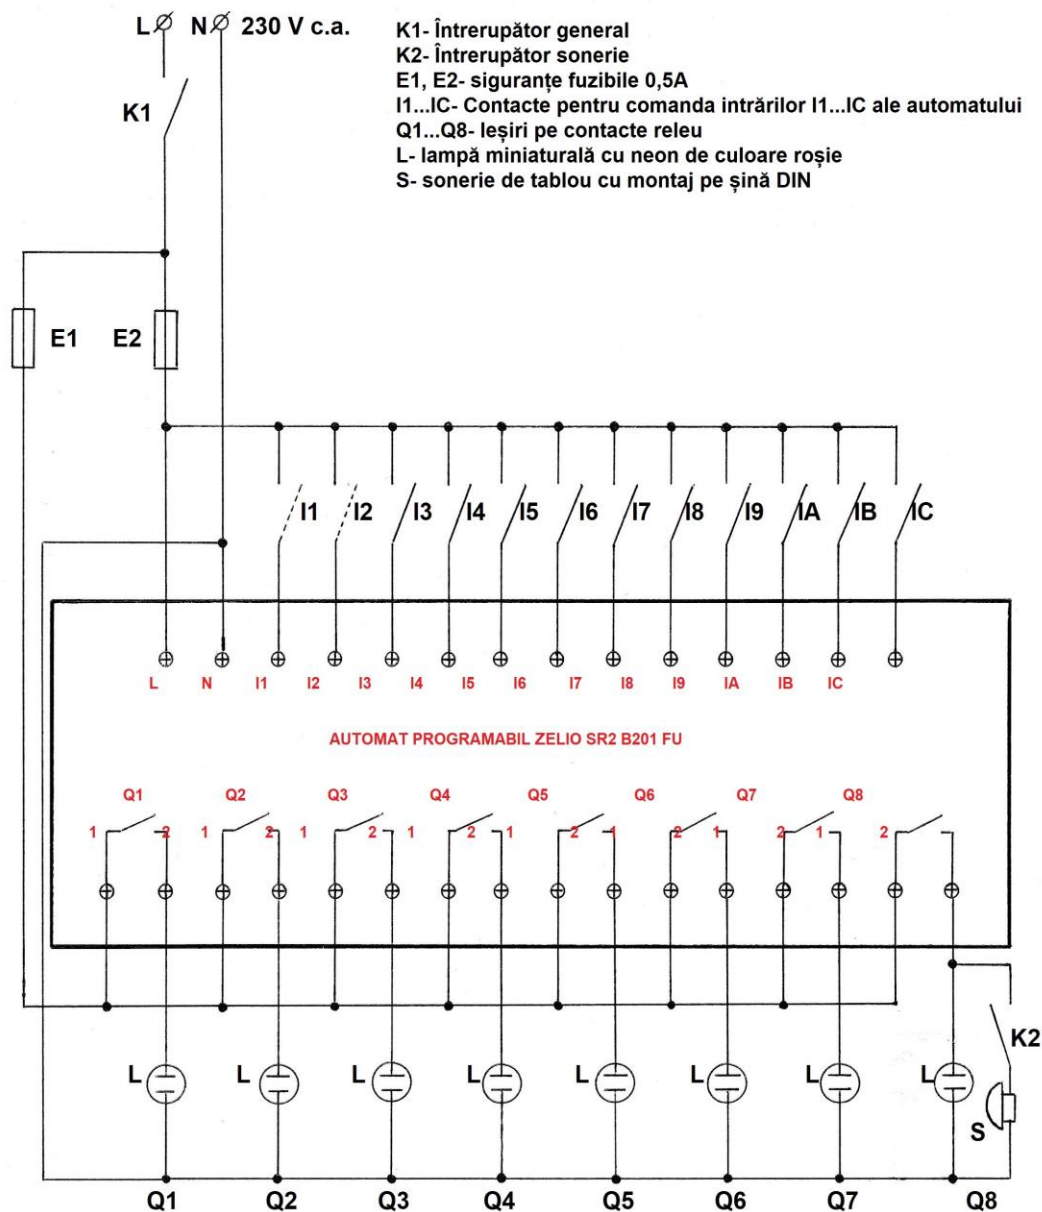 L N 230 V c.a.
K1- Întrerupător general
K2- Întrerupător sonerie
E1, E2- siguranțe fuzibile 0,5A
I1...IC- Contacte pentru comanda intrărilor I1...IC ale automatului
Q1...Q8- Ieșiri pe contacte releu
L- lampă miniaturală cu neon de culoare roșie
S- sonerie de tablou cu montaj pe șină DIN
K1
E1 E2
I1 I2 I3 I4 I5 I6 I7 I8 I9 IA IB IC
L N I1 I2 I3 I4 I5 I6 I7 I8 I9 IA IB IC
AUTOMAT PROGRAMABIL ZELIO SR2 B201 FU
Q1 Q2 Q3 Q4 Q5 Q6 Q7 Q8
1 2 1 2 1 2 1 2 1 2 1 2 1 2 1 2
K2
L L L L L L L L
S
Q1 Q2 Q3 Q4 Q5 Q6 Q7 Q8